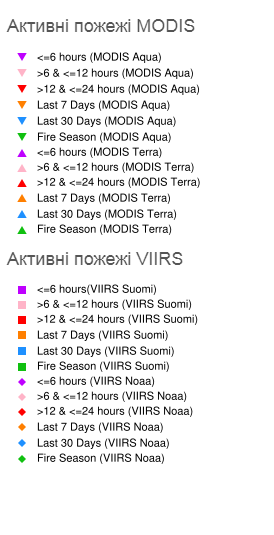 Активні пожежі MODIS
<=6 hours (MODIS Aqua)
>6 & <=12 hours (MODIS Aqua)
>12 & <=24 hours (MODIS Aqua)
Last 7 Days (MODIS Aqua)
Last 30 Days (MODIS Aqua)
Fire Season (MODIS Aqua)
<=6 hours (MODIS Terra)
>6 & <=12 hours (MODIS Terra)
>12 & <=24 hours (MODIS Terra)
Last 7 Days (MODIS Terra)
Last 30 Days (MODIS Terra)
Fire Season (MODIS Terra)
Активні пожежі VIIRS
<=6 hours(VIIRS Suomi)
>6 & <=12 hours (VIIRS Suomi)
>12 & <=24 hours (VIIRS Suomi)
Last 7 Days (VIIRS Suomi)
Last 30 Days (VIIRS Suomi)
Fire Season (VIIRS Suomi)
<=6 hours (VIIRS Noaa)
>6 & <=12 hours (VIIRS Noaa)
>12 & <=24 hours (VIIRS Noaa)
Last 7 Days (VIIRS Noaa)
Last 30 Days (VIIRS Noaa)
Fire Season (VIIRS Noaa)